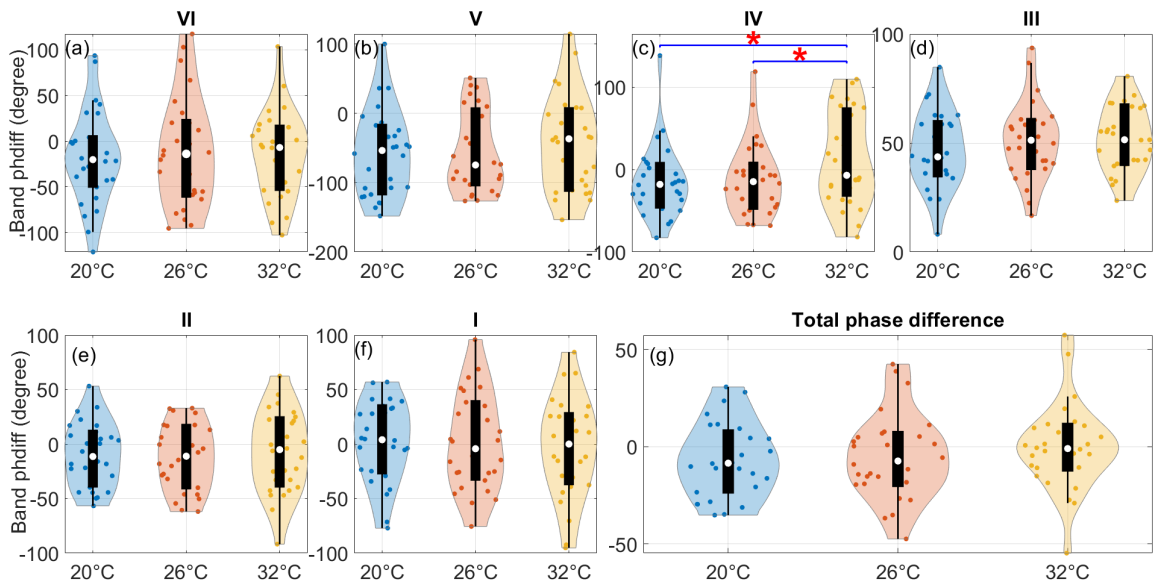 VI V IV III
(a) (b) (c) (d)
* *
Band phdiff (degree)
100 50 0 -50 -100
100 0 -100 -200
100 0 -100
100 50 0
20°C 26°C 32°C 20°C 26°C 32°C 20°C 26°C 32°C 20°C 26°C 32°C
II I Total phase difference
(e) (f) (g)
Band phdiff (degree)
100 50 0 -50 -100
100 50 0 -50 -100
50 0 -50
20°C 26°C 32°C 20°C 26°C 32°C 20°C 26°C 32°C